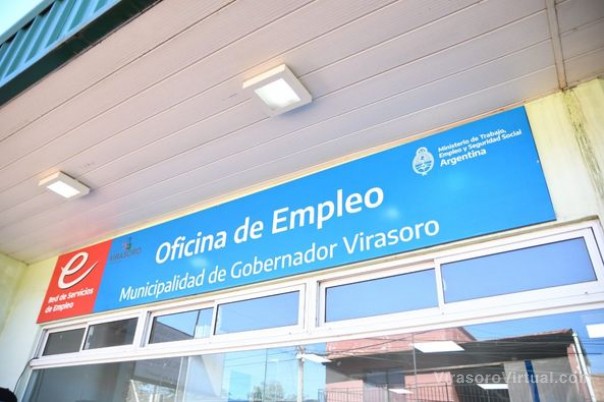 e
Red de Servicios
de Empleo
VIRASORO
Oficina de Empleo
Municipalidad de Gobernador Virasoro
Ministerio de Trabajo,
Empleo y Seguridad Social
Argentina
VirasoroVirtual.com